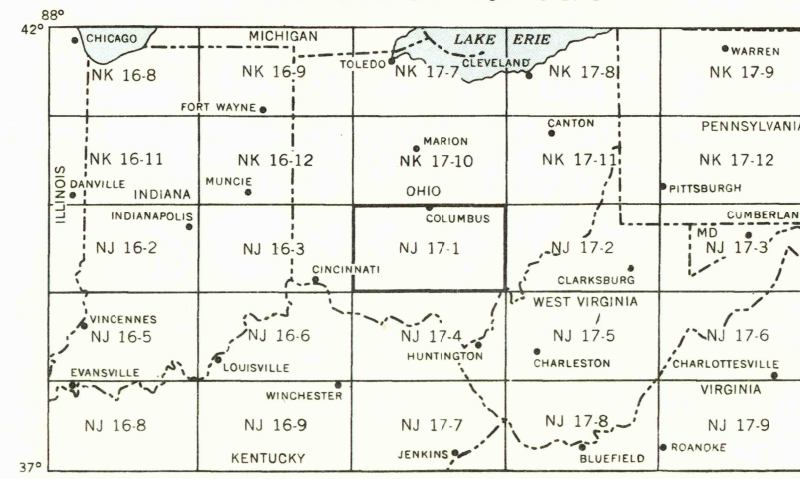 88°
42°
CHICAGO
MICHIGAN
LAKE ERIE
NK 16-8
NK 16-9
TOLEDO
NK 17-7
CLEVELAND
NK 17-8
WARREN
NK 17-9
FORT WAYNE
MARION
CANTON
PENNSYLVANIA
NK 16-11
NK 16-12
NK 17-10
NK 17-11
NK 17-12
ILLINOIS
DANVILLE
INDIANA
MUNCIE
OHIO
PITTSBURGH
INDIANAPOLIS
COLUMBUS
CUMBERLAN
MD
NJ 16-2
NJ 16-3
NJ 17-1
NJ 17-2
NJ 17-3
CINCINNATI
CLARKSBURG
WEST VIRGINIA
VINCENNES
NJ 16-5
NJ 16-6
NJ 17-4
NJ 17-5
NJ 17-6
HUNTINGTON
EVANSVILLE
LOUISVILLE
CHARLESTON
CHARLOTTESVILLE
WINCHESTER
VIRGINIA
NJ 16-8
NJ 16-9
NJ 17-7
NJ 17-8
NJ 17-9
KENTUCKY
JENKINS
BLUEFIELD
ROANOKE
37°